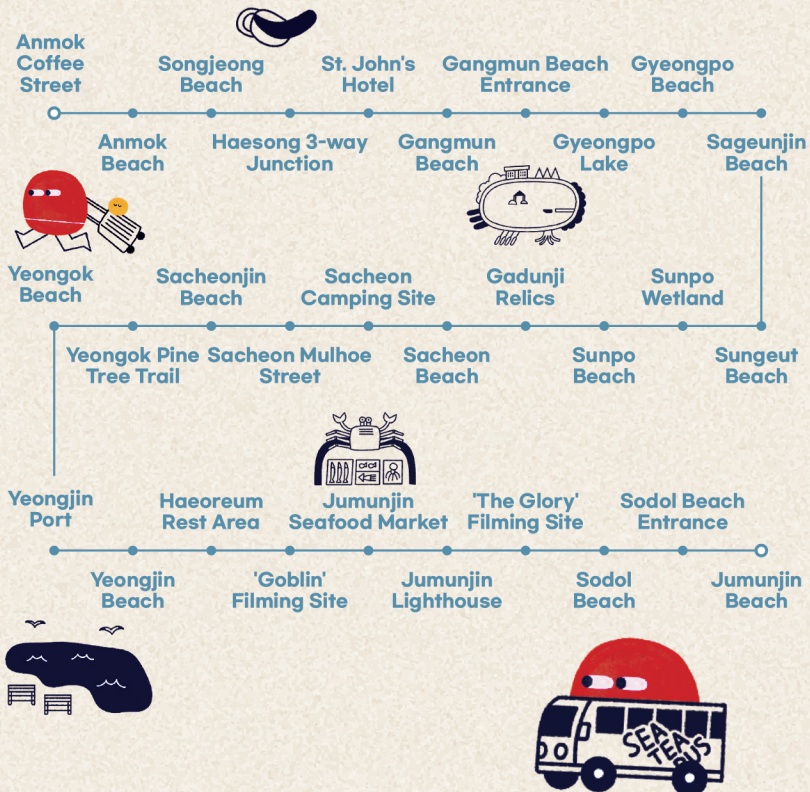 Anmok
Coffee
Street
Songjeong
Beach
St. John's
Hotel
Gangmun Beach
Entrance
Gyeongpo
Beach
Anmok
Beach
Haesong 3-way
Junction
Gangmun
Beach
Gyeongpo
Lake
Sageunjin
Beach
Yeongok
Beach
Sacheonjin
Beach
Sacheon
Camping Site
Gadunji
Relics
Sunpo
Wetland
Yeongok Pine
Tree Trail
Sacheon Mulhoe
Street
Sacheon
Beach
Sunpo
Beach
Sungeut
Beach
Yeongjin
Port
Haeoreum
Rest Area
Jumunjin
Seafood Market
'The Glory'
Filming Site
Sodol Beach
Entrance
Yeongjin
Beach
'Goblin'
Filming Site
Jumunjin
Lighthouse
Sodol
Beach
Jumunjin
Beach
SEA
TEA
BUS